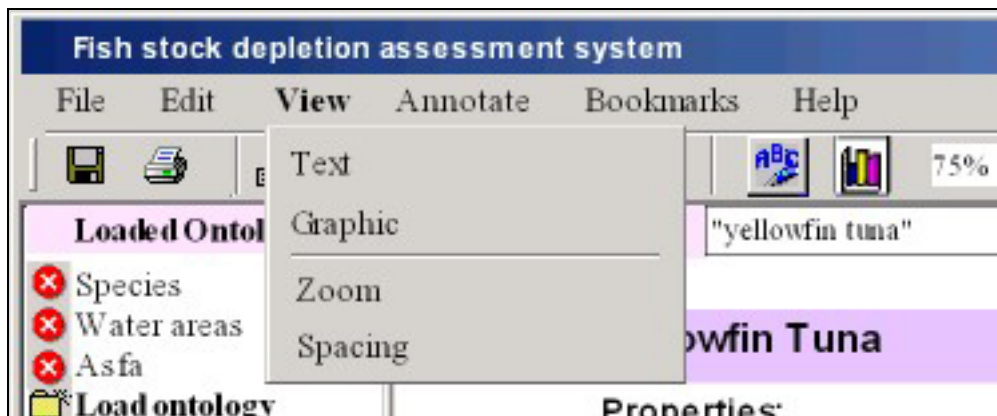 Fish stock depletion assessment system
File Edit View Annotate Bookmarks Help
ABC 75%
Text
Graphic
Zoom
Spacing
Loaded Ontol
"yellowfin tuna"
Species
Water areas
Asfa
Load ontology
owfin Tuna
Properties: